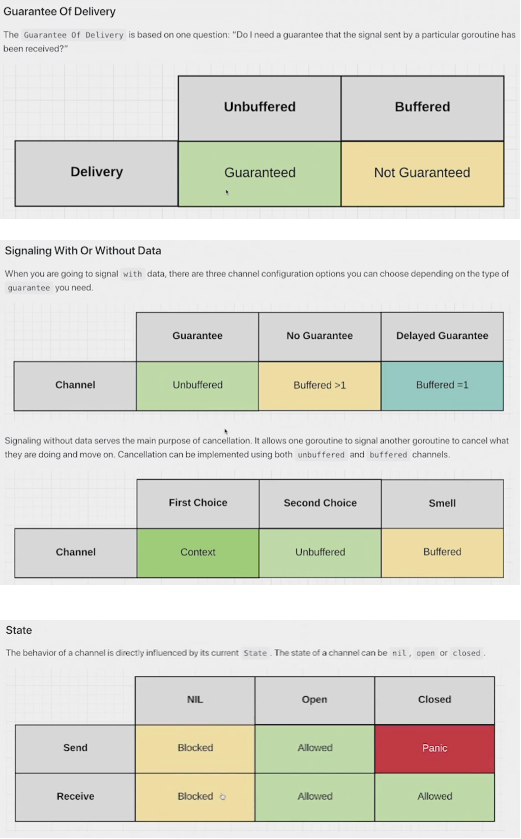 Guarantee Of Delivery
The Guarantee Of Delivery is based on one question: "Do I need a guarantee that the signal sent by a particular goroutine has
been received?"
Unbuffered Buffered
Delivery Guaranteed Not Guaranteed
Signaling With Or Without Data
When you are going to signal with data, there are three channel configuration options you can choose depending on the type of
guarantee you need.
Guarantee No Guarantee Delayed Guarantee
Channel Unbuffered Buffered >1 Buffered =1
Signaling without data serves the main purpose of cancellation. It allows one goroutine to signal another goroutine to cancel what
they are doing and move on. Cancellation can be implemented using both unbuffered and buffered channels.
First Choice Second Choice Smell
Channel Context Unbuffered Buffered
State
The behavior of a channel is directly influenced by its current State. The state of a channel can be nil, open or closed.
NIL Open Closed
Send Blocked Allowed Panic
Receive Blocked Allowed Allowed